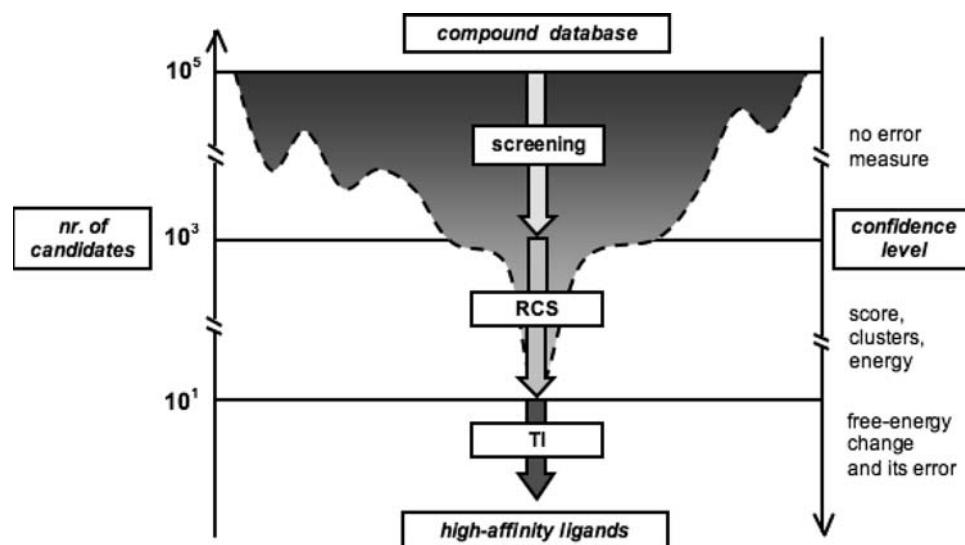 compound database
10⁵
screening
no error
measure
nr. of
candidates
10³
confidence
level
RCS
score,
clusters,
energy
10¹
TI
free-energy
change
and its error
high-affinity ligands